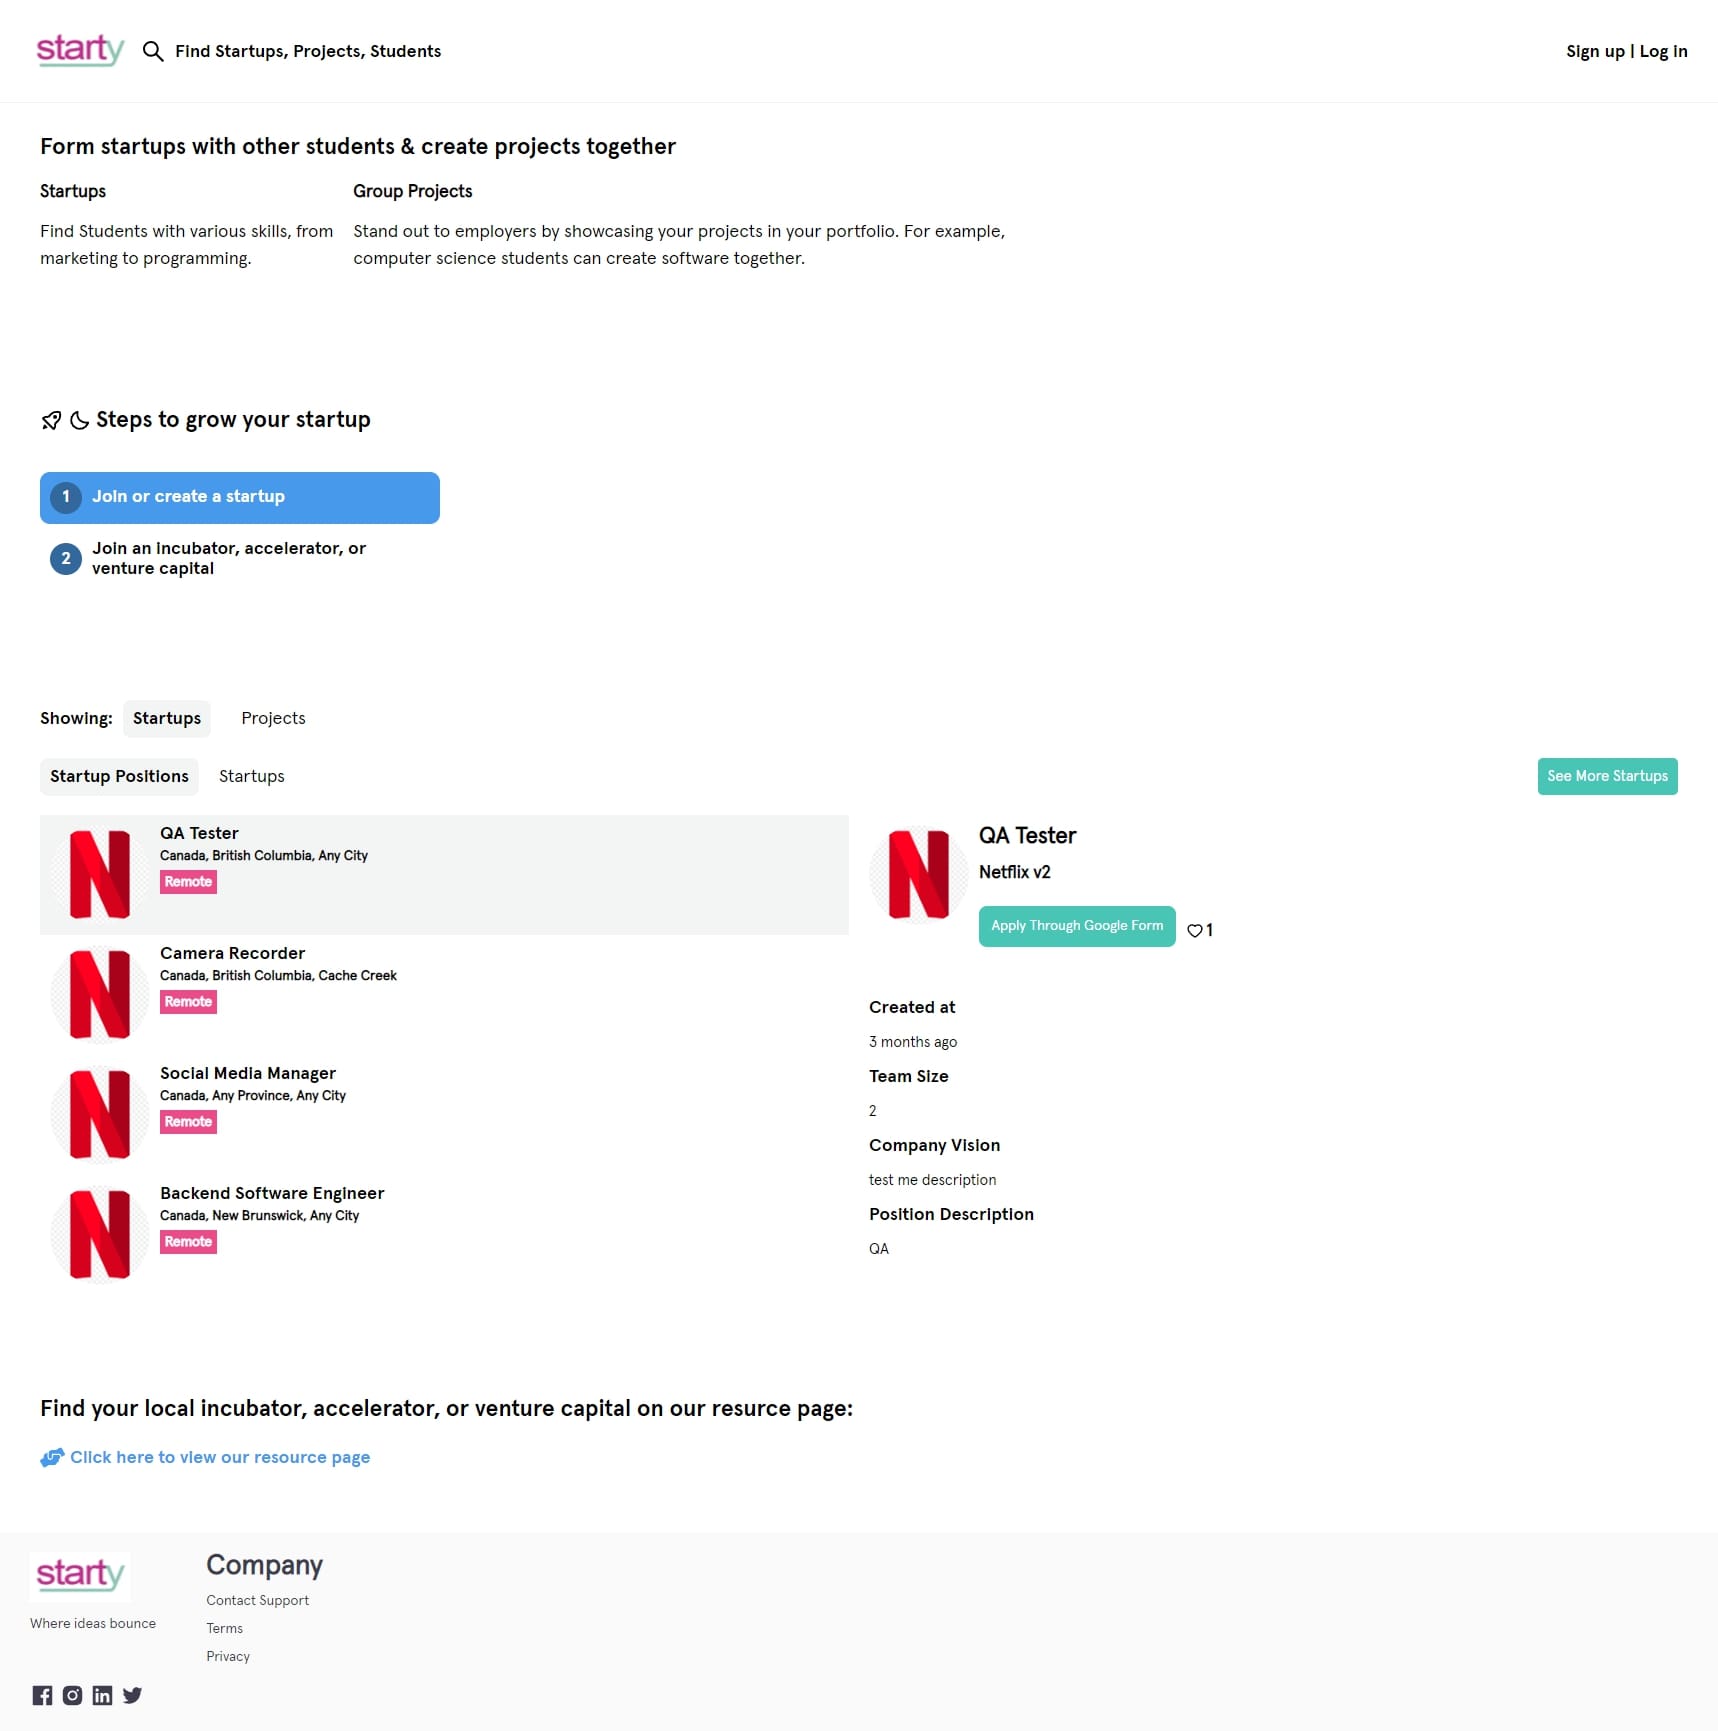 starty
Find Startups, Projects, Students
Sign up | Log in
Form startups with other students & create projects together
Startups
Find Students with various skills, from
marketing to programming.
Group Projects
Stand out to employers by showcasing your projects in your portfolio. For example,
computer science students can create software together.
Steps to grow your startup
1 Join or create a startup
2 Join an incubator, accelerator, or
venture capital
Showing: Startups Projects
Startup Positions Startups
See More Startups
QA Tester
Canada, British Columbia, Any City
Remote
Camera Recorder
Canada, British Columbia, Cache Creek
Remote
Social Media Manager
Canada, Any Province, Any City
Remote
Backend Software Engineer
Canada, New Brunswick, Any City
Remote
QA Tester
Netflix v2
Apply Through Google Form
1
Created at
3 months ago
Team Size
2
Company Vision
test me description
Position Description
QA
Find your local incubator, accelerator, or venture capital on our resurce page:
Click here to view our resource page
starty
Where ideas bounce
Company
Contact Support
Terms
Privacy